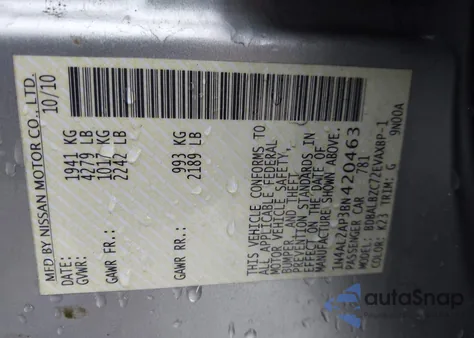 MFD BY NISSAN MOTOR CO., LTD.
10/10
GVWR: 1941 KG
4279 LB
GAWR FR.: 1017 KG
2242 LB
GAWR RR.: 993 KG
2189 LB
THIS VEHICLE CONFORMS TO
ALL APPLICABLE FEDERAL
MOTOR VEHICLE SAFETY,
BUMPER, AND THEFT PREVENTION
STANDARDS IN
EFFECT ON THE DATE OF
MANUFACTURE SHOWN ABOVE.
1N4AL2AP3BN420463
PASSENGER CAR 781
BDBALB2C7ZEVAXBP-1
COLOR: K23 TRIM: G 9N00A
autoSnap